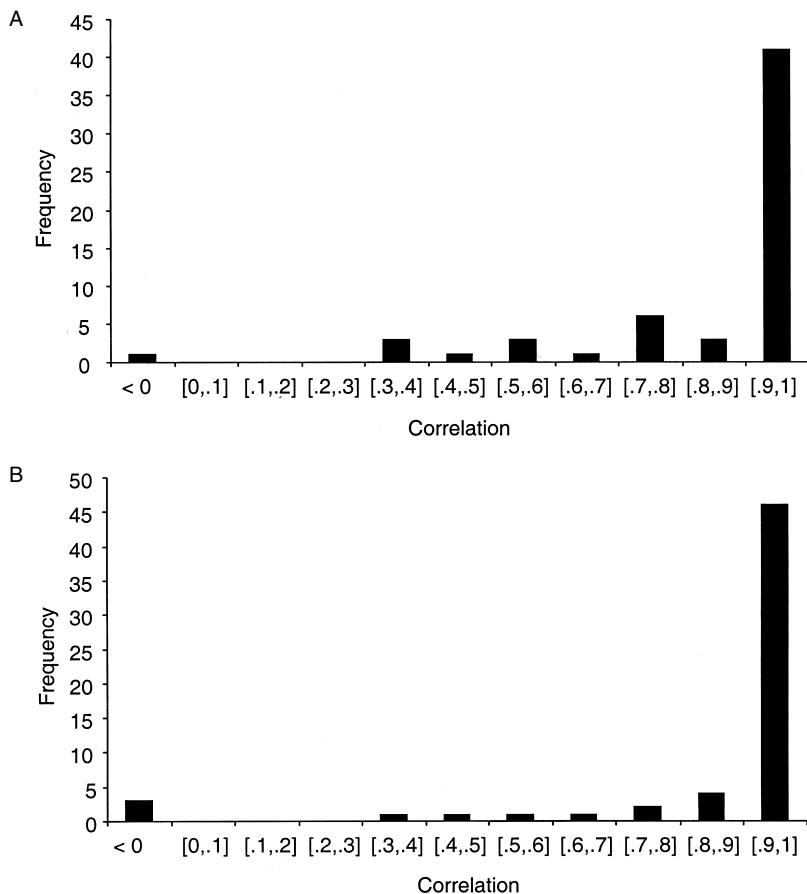 A
45
40
35
30
25
20
15
10
5
0
Frequency
< 0 [0,.1] [.1,.2] [.2,.3] [.3,.4] [.4,.5] [.5,.6] [.6,.7] [.7,.8] [.8,.9] [.9,1]
Correlation
B
50
45
40
35
30
25
20
15
10
5
0
Frequency
< 0 [0,.1] [.1,.2] [.2,.3] [.3,.4] [.4,.5] [.5,.6] [.6,.7] [.7,.8] [.8,.9] [.9,1]
Correlation